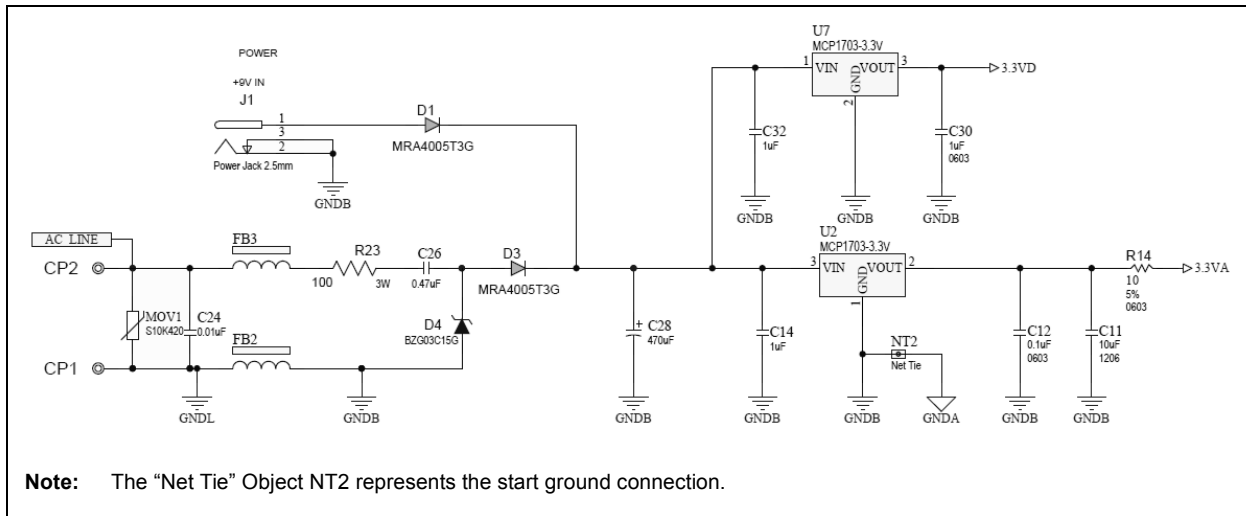 POWER
+9V IN
J1
1
3
2
Power Jack 2.5mm
GNDB
D1
MRA4005T3G
U7
MCP1703-3.3V
1
VIN
GND
VOUT
3
2
3.3VD
C32
1uF
GNDB
GNDB
C30
1uF
0603
GNDB
AC LINE
CP2
MOV1
S10K420
C24
0.01uF
CP1
GNDL
FB3
FB2
GNDB
R23
100
3W
C26
0.47uF
D3
MRA4005T3G
D4
BZG03C15G
+
C28
470uF
GNDB
C14
1uF
GNDB
U2
MCP1703-3.3V
3
VIN
GND
VOUT
2
1
NT2
Net Tie
GNDB
GNDA
C12
0.1uF
0603
GNDB
C11
10uF
1206
GNDB
R14
10
5%
0603
3.3VA
Note: The “Net Tie” Object NT2 represents the start ground connection.